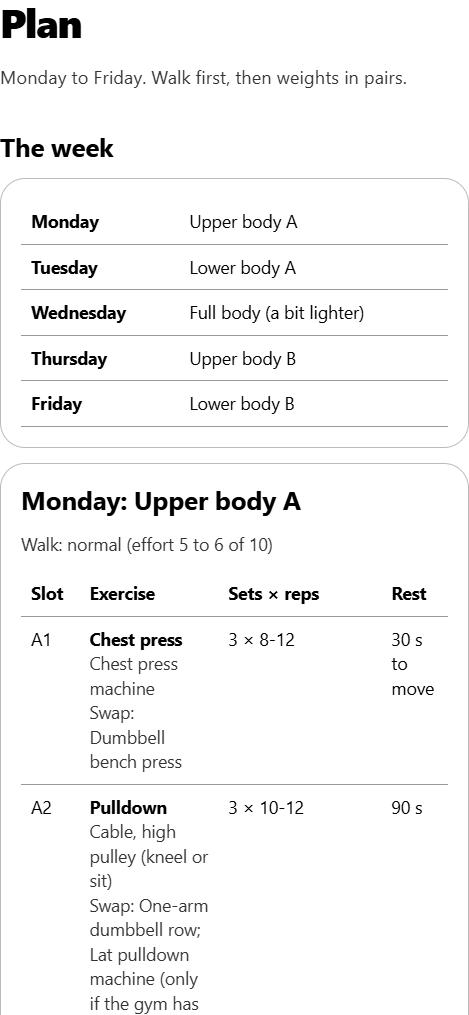 Plan
Monday to Friday. Walk first, then weights in pairs.
The week
Monday Upper body A
Tuesday Lower body A
Wednesday Full body (a bit lighter)
Thursday Upper body B
Friday Lower body B
Monday: Upper body A
Walk: normal (effort 5 to 6 of 10)
Slot Exercise Sets × reps Rest
A1 Chest press 3 × 8-12 30 s
Chest press to
machine move
Swap:
Dumbbell
bench press
A2 Pulldown 3 × 10-12 90 s
Cable, high
pulley (kneel or
sit)
Swap: One-arm
dumbbell row;
Lat pulldown
machine (only
if the gym has